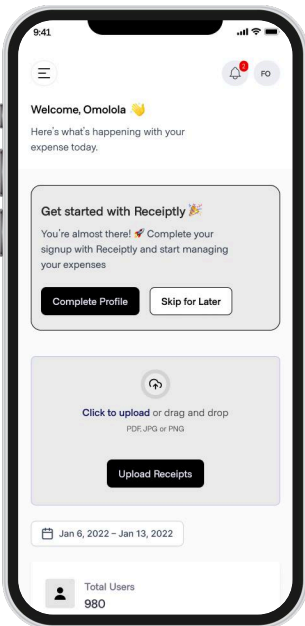 9:41
2
FO
Welcome, Omolola 👋
Here's what's happening with your
expense today.
Get started with Receiptly 🎉
You're almost there! 🚀 Complete your
signup with Receiptly and start managing
your expenses
Complete Profile
Skip for Later
Click to upload or drag and drop
PDF, JPG or PNG
Upload Receipts
Jan 6, 2022 – Jan 13, 2022
Total Users
980